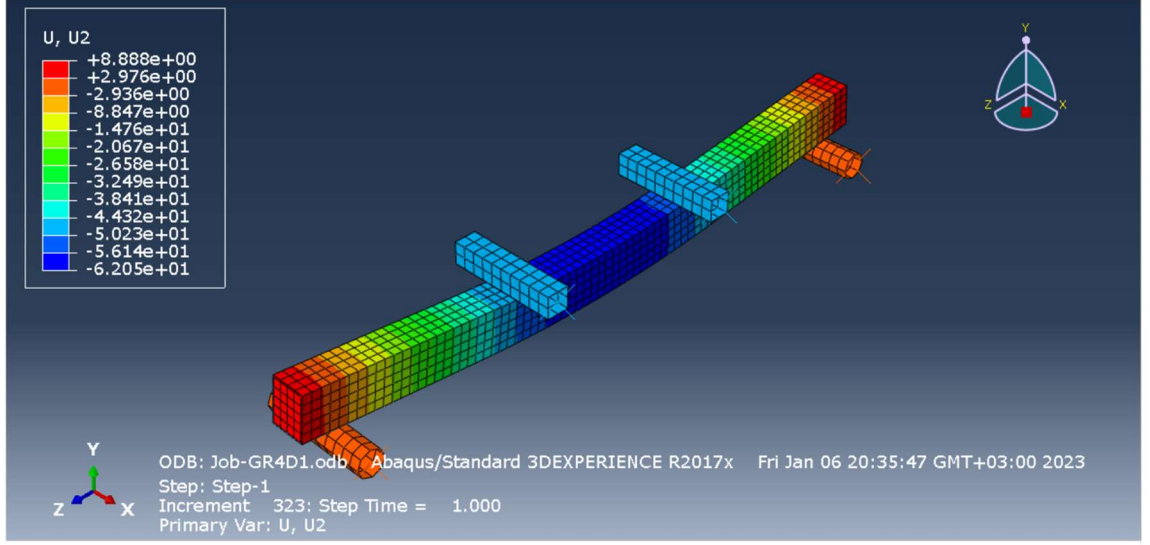 U, U2
+8.888e+00
+2.976e+00
-2.936e+00
-8.847e+00
-1.476e+01
-2.067e+01
-2.658e+01
-3.249e+01
-3.841e+01
-4.432e+01
-5.023e+01
-5.614e+01
-6.205e+01
Y
Z X
Y
Z X
ODB: Job-GR4D1.odb Abaqus/Standard 3DEXPERIENCE R2017x Fri Jan 06 20:35:47 GMT+03:00 2023
Step: Step-1
Increment 323: Step Time = 1.000
Primary Var: U, U2